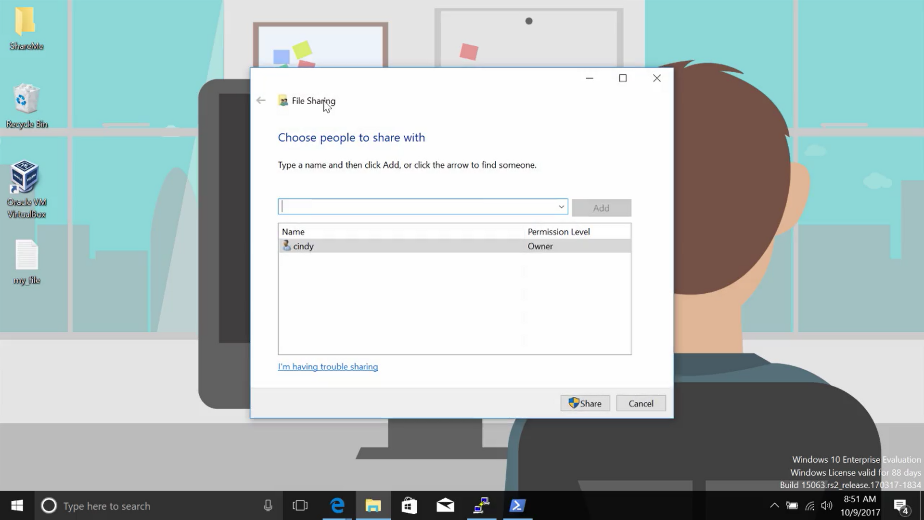 ShareMe
Recycle Bin
Oracle VM
VirtualBox
my_file
File Sharing
Choose people to share with
Type a name and then click Add, or click the arrow to find someone.
Add
Name Permission Level
cindy Owner
I'm having trouble sharing
Share Cancel
Windows 10 Enterprise Evaluation
Windows License valid for 88 days
Build 15063.rs2_release.170317-1834
Type here to search
8:51 AM
10/9/2017
4